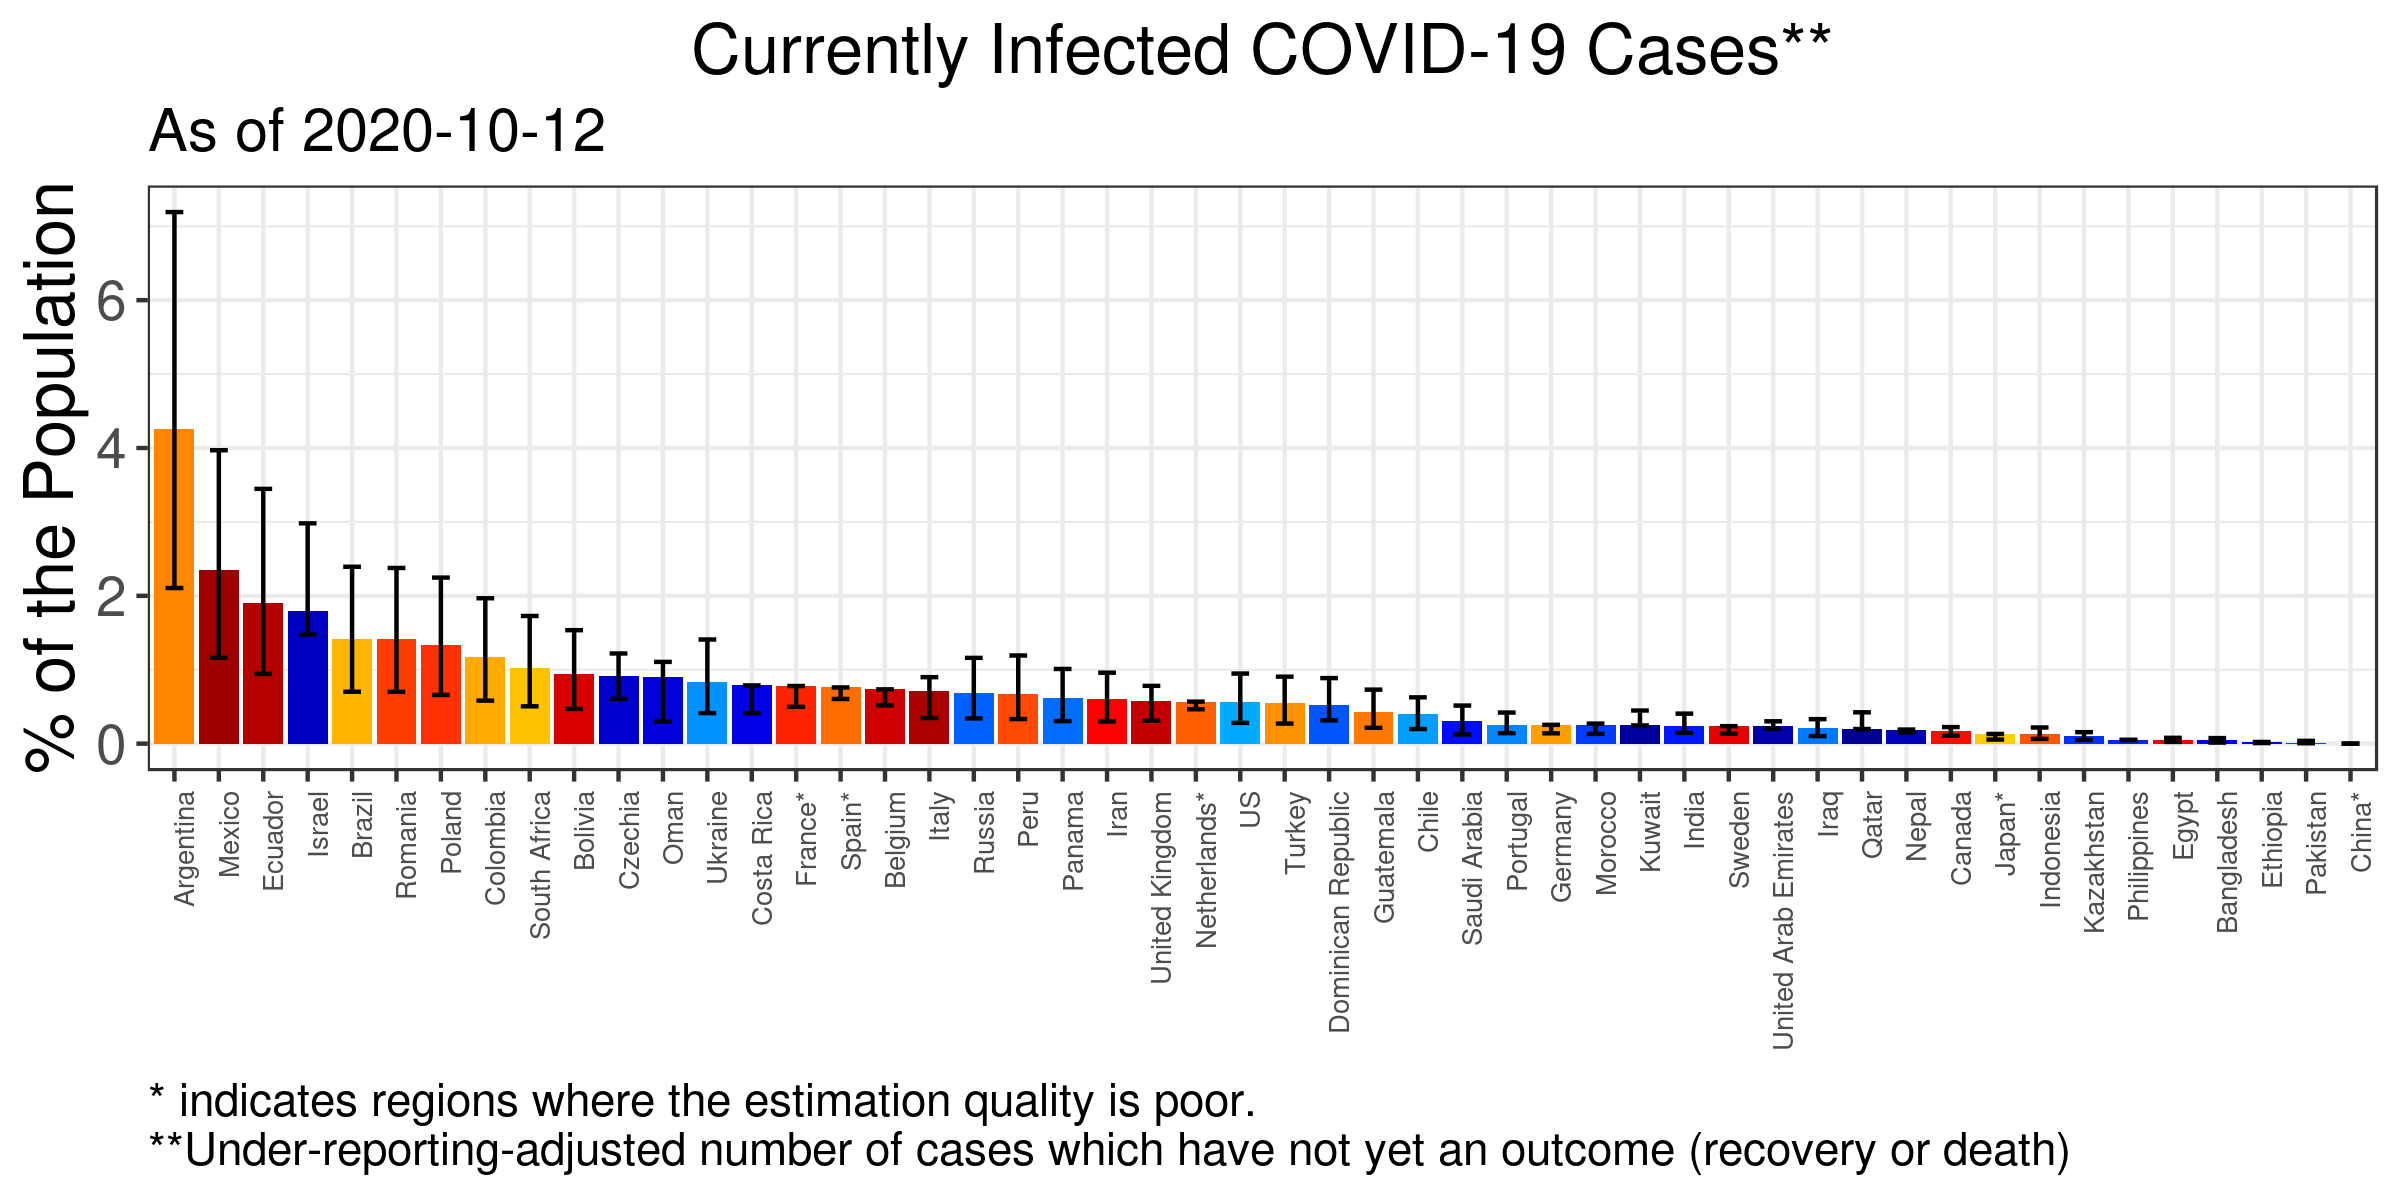 Currently Infected COVID-19 Cases**
As of 2020-10-12
% of the Population
6
4
2
0
Argentina
Mexico
Ecuador
Israel
Brazil
Romania
Poland
Colombia
South Africa
Bolivia
Czechia
Oman
Ukraine
Costa Rica
France*
Spain*
Belgium
Italy
Russia
Peru
Panama
Iran
United Kingdom
Netherlands*
US
Turkey
Dominican Republic
Guatemala
Chile
Saudi Arabia
Portugal
Germany
Morocco
Kuwait
India
Sweden
United Arab Emirates
Iraq
Qatar
Nepal
Canada
Japan*
Indonesia
Kazakhstan
Philippines
Egypt
Bangladesh
Ethiopia
Pakistan
China*
* indicates regions where the estimation quality is poor.
**Under-reporting-adjusted number of cases which have not yet an outcome (recovery or death)